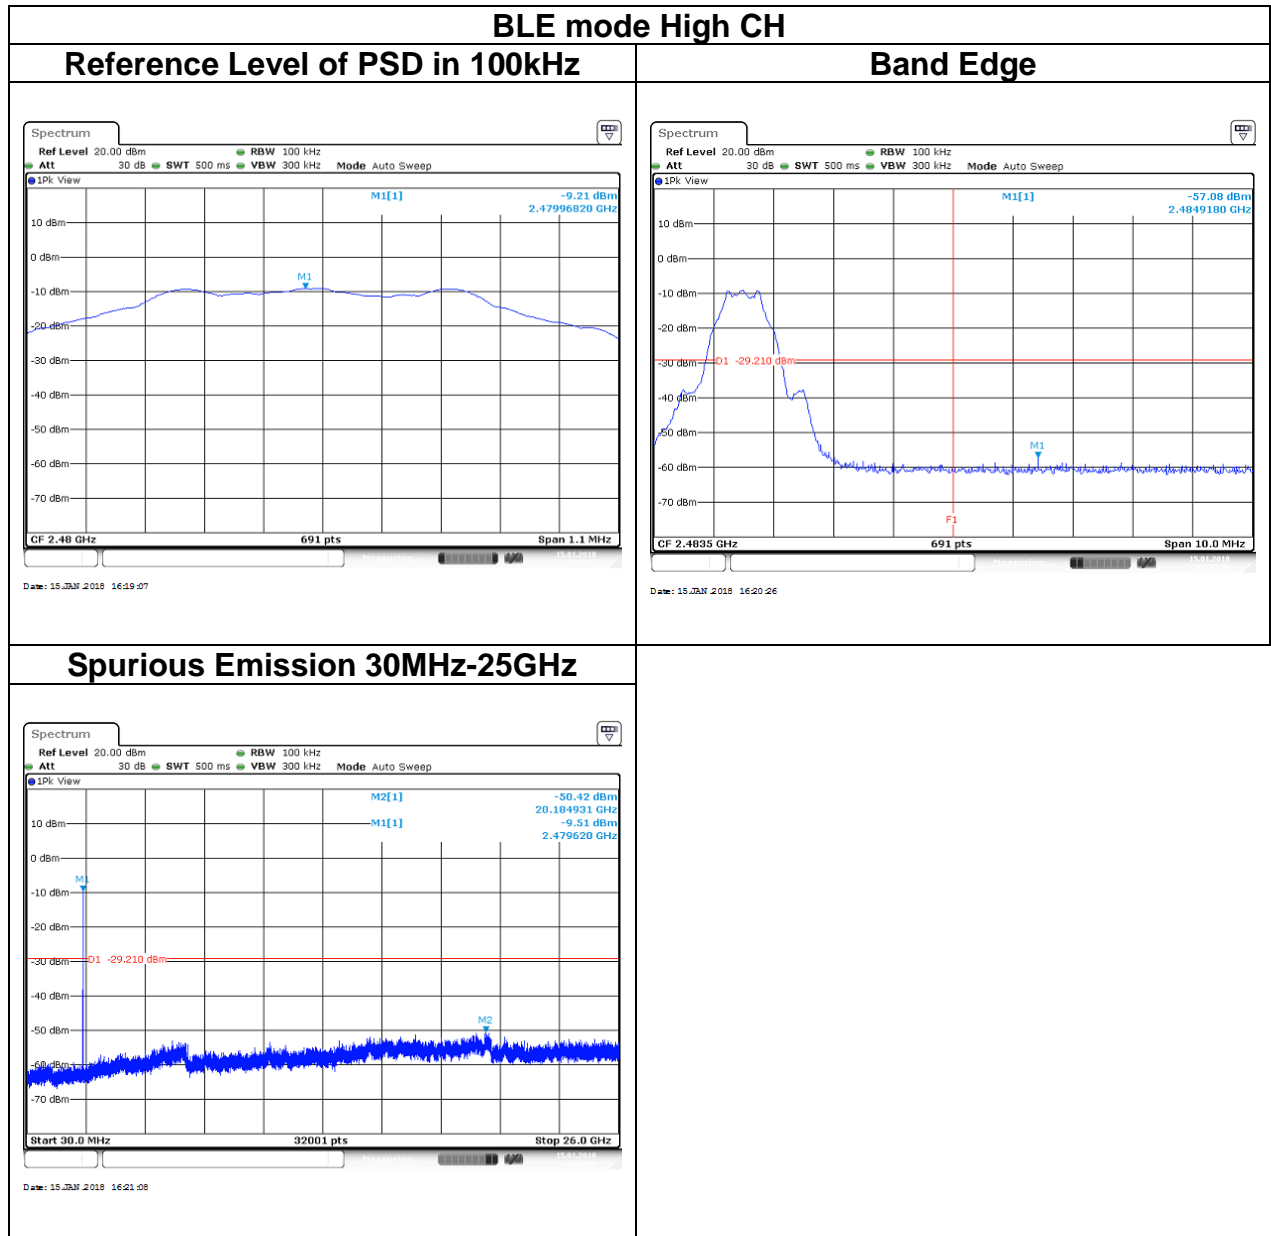 BLE mode High CH
Reference Level of PSD in 100kHz
Band Edge
Spectrum
Ref Level 20.00 dBm RBW 100 kHz
Att 30 dB SWT 500 ms VBW 300 kHz Mode Auto Sweep
1Pk View
M1[1] -9.21 dBm
2.47996820 GHz
10 dBm
0 dBm
M1
-10 dBm
-20 dBm
-30 dBm
-40 dBm
-50 dBm
-60 dBm
-70 dBm
CF 2.48 GHz 691 pts Span 1.1 MHz
15.01.2018
Date: 15.JAN.2018 16:19:07
Spectrum
Ref Level 20.00 dBm RBW 100 kHz
Att 30 dB SWT 500 ms VBW 300 kHz Mode Auto Sweep
1Pk View
M1[1] -57.08 dBm
2.4849180 GHz
10 dBm
0 dBm
-10 dBm
-20 dBm
-30 dBm D1 -29.210 dBm
-40 dBm
-50 dBm
M1
-60 dBm
-70 dBm
F1
CF 2.4835 GHz 691 pts Span 10.0 MHz
Measuring 15.01.2018
Date: 15.JAN.2018 16:20:26
Spurious Emission 30MHz-25GHz
Spectrum
Ref Level 20.00 dBm RBW 100 kHz
Att 30 dB SWT 500 ms VBW 300 kHz Mode Auto Sweep
1Pk View
M2[1] -50.42 dBm
20.184931 GHz
10 dBm M1[1] -9.51 dBm
2.479620 GHz
0 dBm
M1
-10 dBm
-20 dBm
-30 dBm D1 -29.210 dBm
-40 dBm
M2
-50 dBm
-60 dBm
-70 dBm
Start 30.0 MHz 32001 pts Stop 26.0 GHz
15.01.2018
Date: 15.JAN.2018 16:21:08